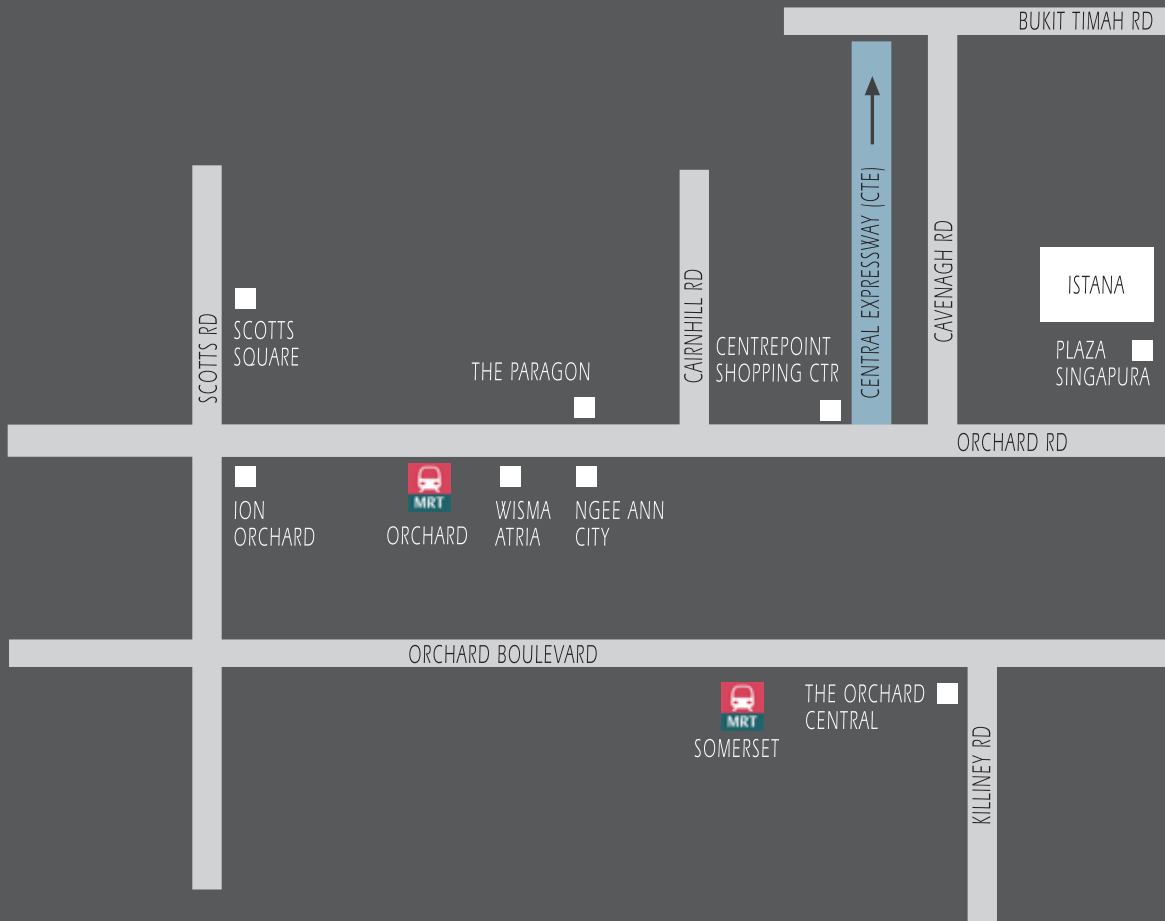 BUKIT TIMAH RD
CENTRAL EXPRESSWAY (CTE)
CAVENAGH RD
ISTANA
CAIRNHILL RD
SCOTTS RD
SCOTTS
SQUARE
CENTREPOINT
SHOPPING CTR
PLAZA
SINGAPURA
THE PARAGON
ORCHARD RD
MRT
ION
ORCHARD
ORCHARD
WISMA
ATRIA
NGEE ANN
CITY
ORCHARD BOULEVARD
THE ORCHARD
CENTRAL
MRT
SOMERSET
KILLINEY RD